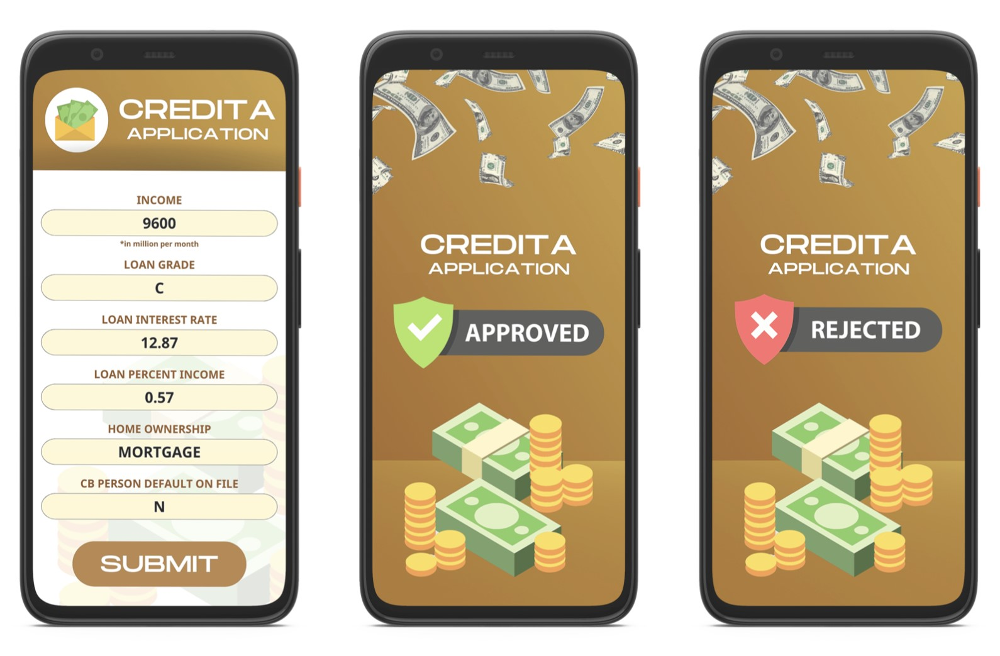 CREDITA
APPLICATION
INCOME
9600
*in million per month
LOAN GRADE
C
LOAN INTEREST RATE
12.87
LOAN PERCENT INCOME
0.57
HOME OWNERSHIP
MORTGAGE
CB PERSON DEFAULT ON FILE
N
SUBMIT
CREDITA
APPLICATION
APPROVED
CREDITA
APPLICATION
REJECTED